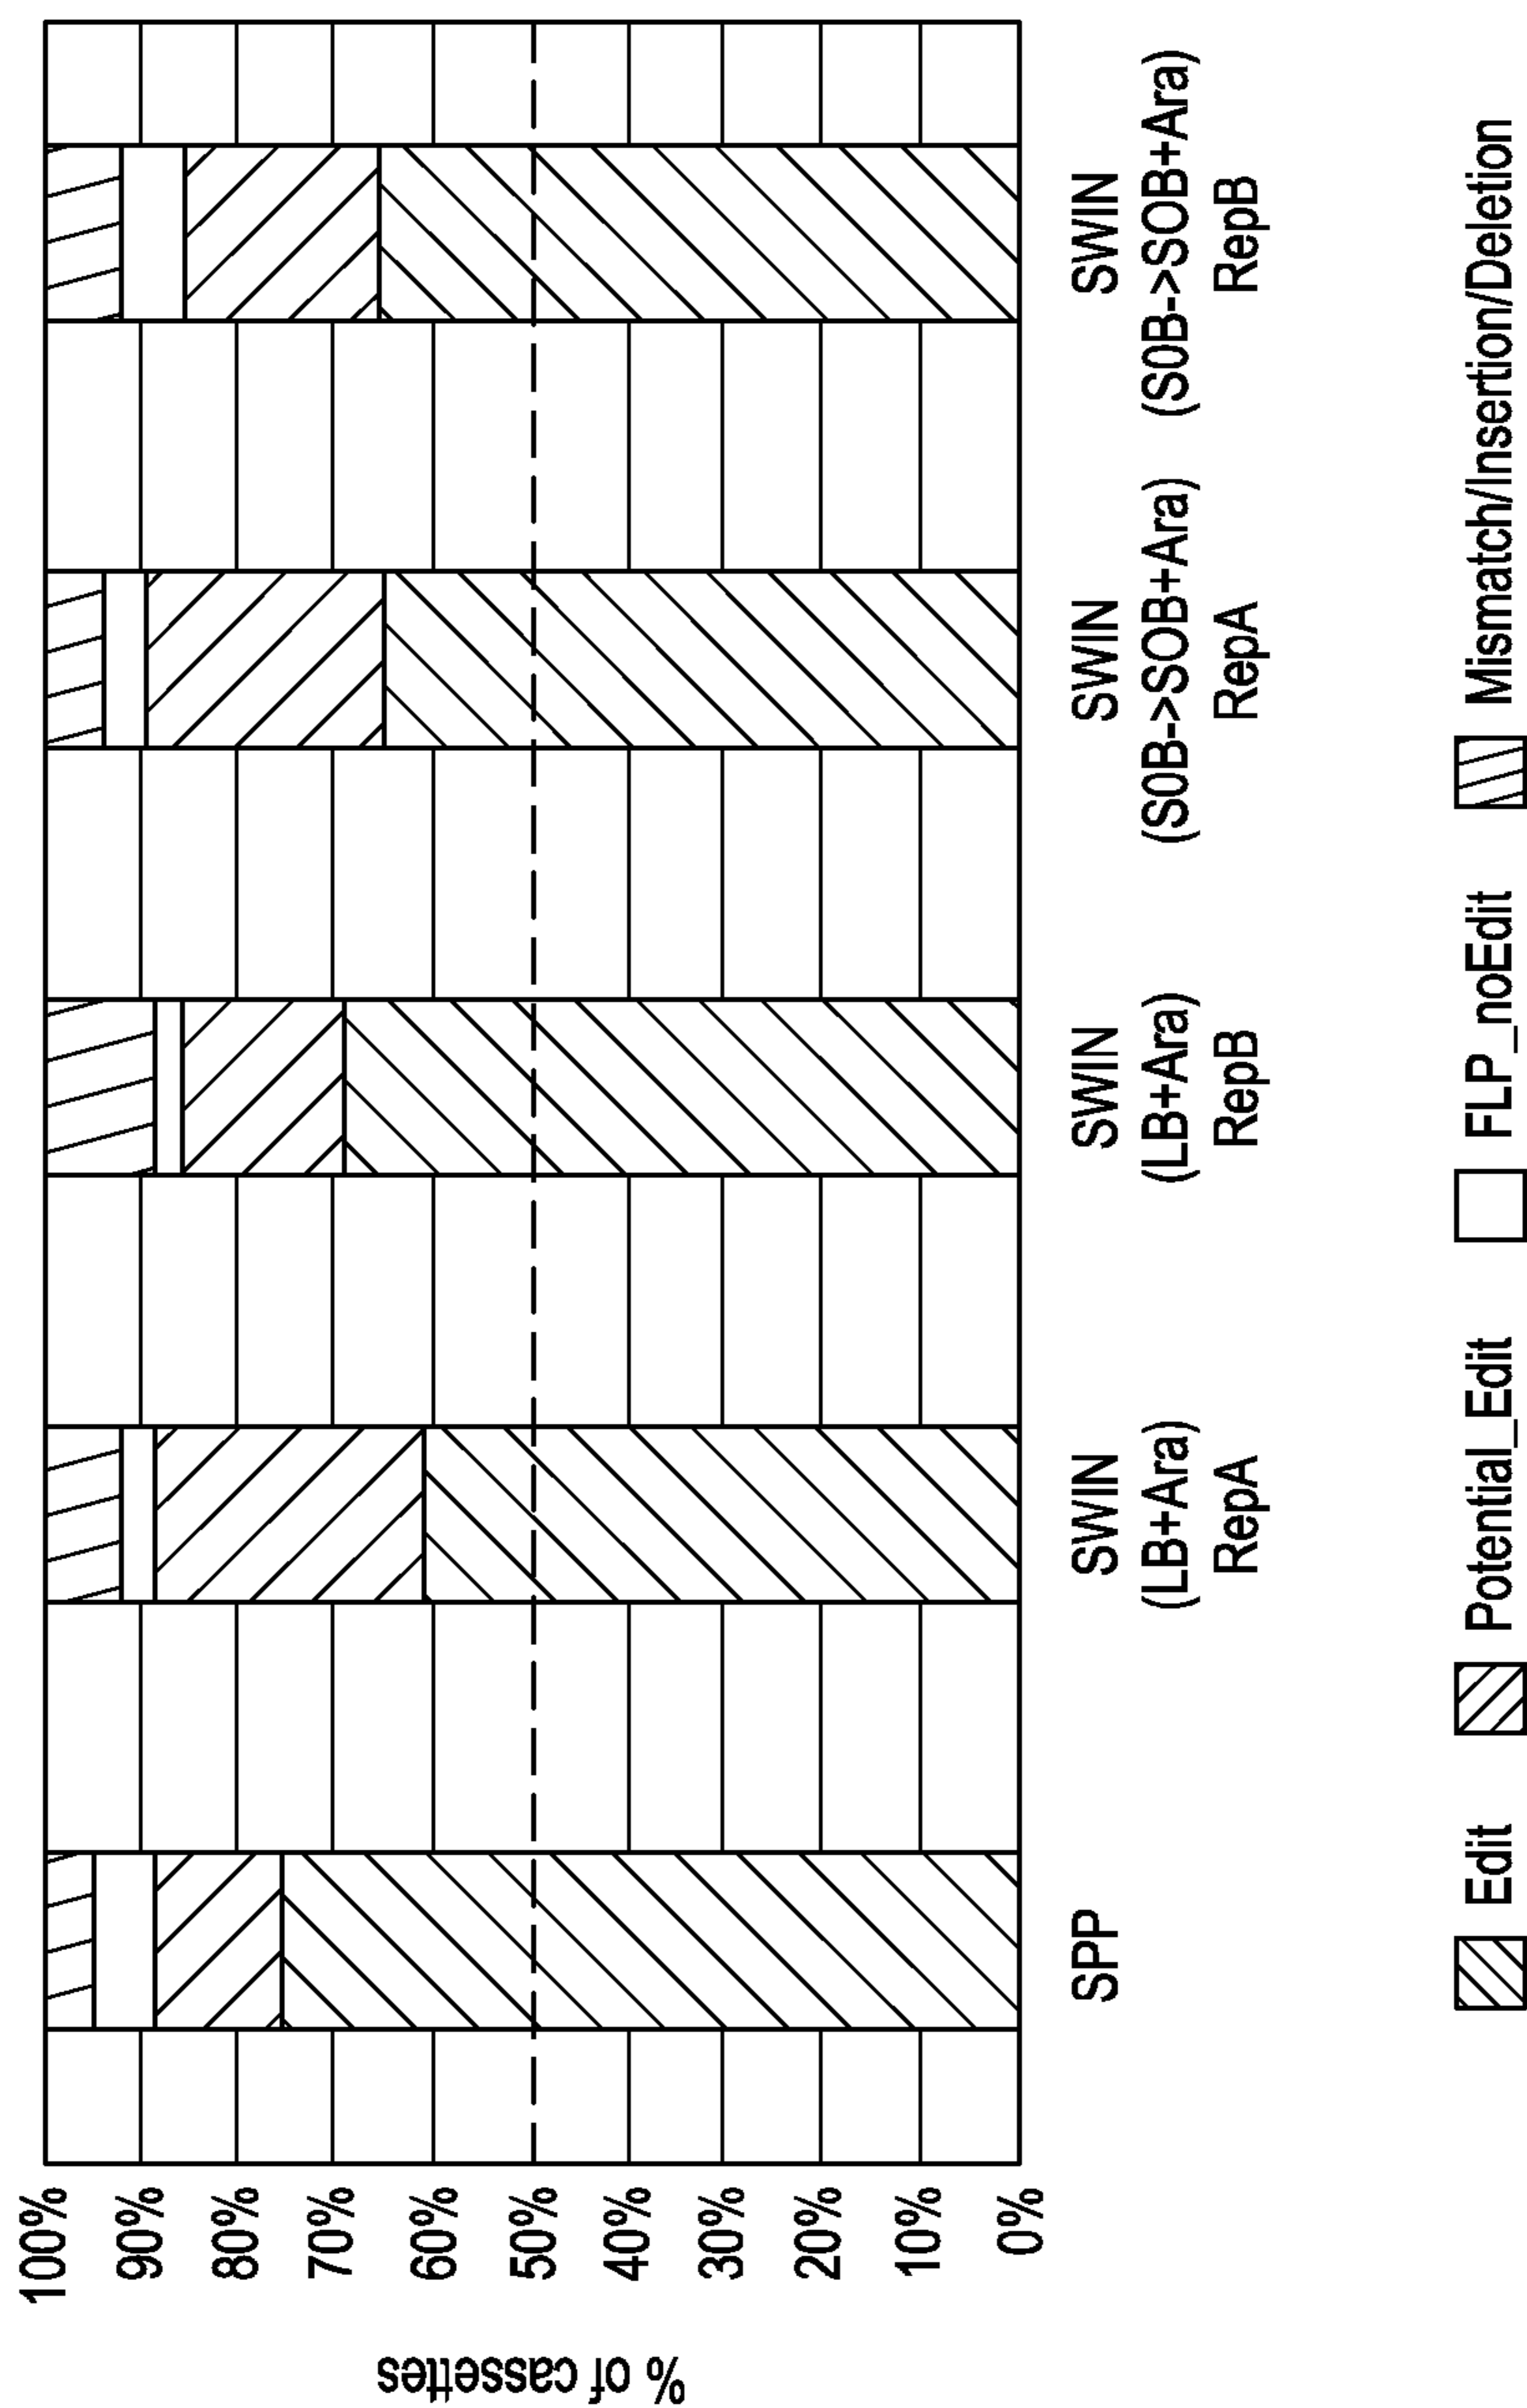 % of cassettes
100%
90%
80%
70%
60%
50%
40%
30%
20%
10%
0%
SPP
SWIN
(LB+Ara)
RepA
SWIN
(LB+Ara)
RepB
SWIN
(S0B->SOB+Ara)
RepA
SWIN
(S0B->SOB+Ara)
RepB
Edit
Potential_Edit
FLP_noEdit
Mismatch/Insertion/Deletion